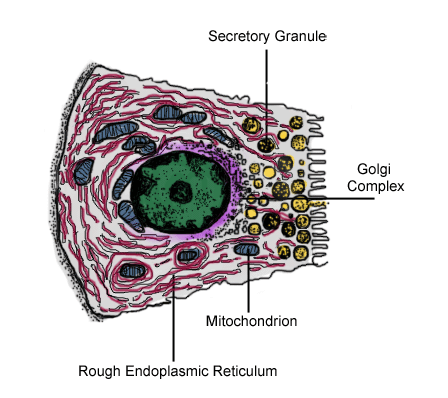 Secretory Granule
Golgi
Complex
Mitochondrion
Rough Endoplasmic Reticulum